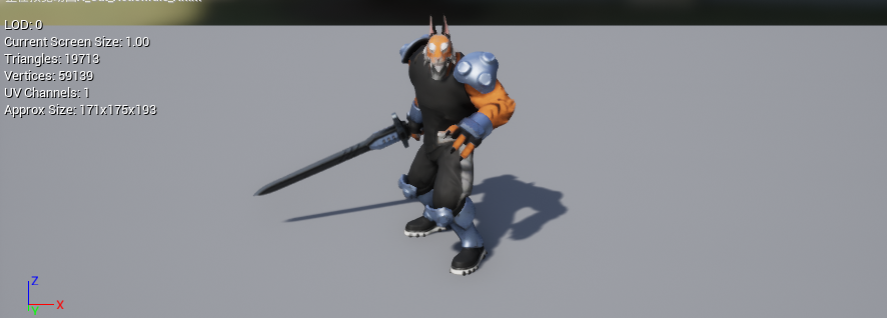 LOD: 0
Current Screen Size: 1.00
Triangles: 19713
Vertices: 59139
UV Channels: 1
Approx Size: 171x175x193
Z
X